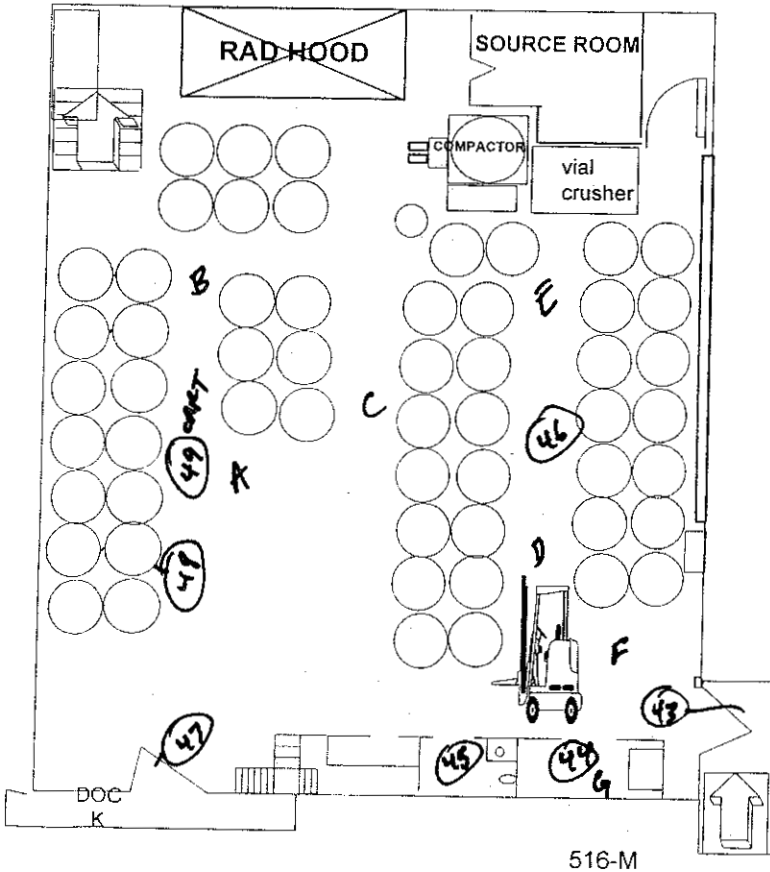 RAD HOOD
SOURCE ROOM
COMPACTOR
vial
crusher
B
E
CART
C
46
49
A
D
48
F
43
47
45
44
G
DOC
K
516-M